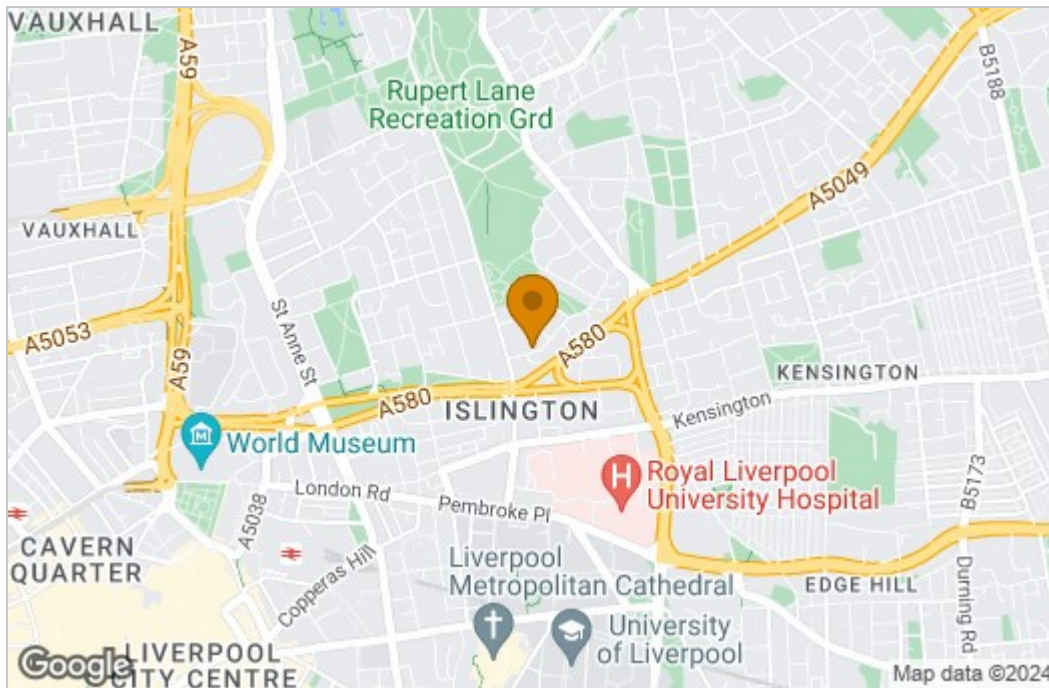 VAUXHALL
A59
Rupert Lane
Recreation Grd
B5188
A5049
VAUXHALL
A5053
A59
St Anne St
A580
KENSINGTON
A580
ISLINGTON
Kensington
World Museum
M
H
Royal Liverpool
University Hospital
London Rd
Pembroke Pl
A5038
B5173
CAVERN
QUARTER
Copperas Hill
Liverpool
Metropolitan Cathedral
EDGE HILL
Durning Rd
University
of Liverpool
LIVERPOOL
CITY CENTRE
Google
Map data ©2024